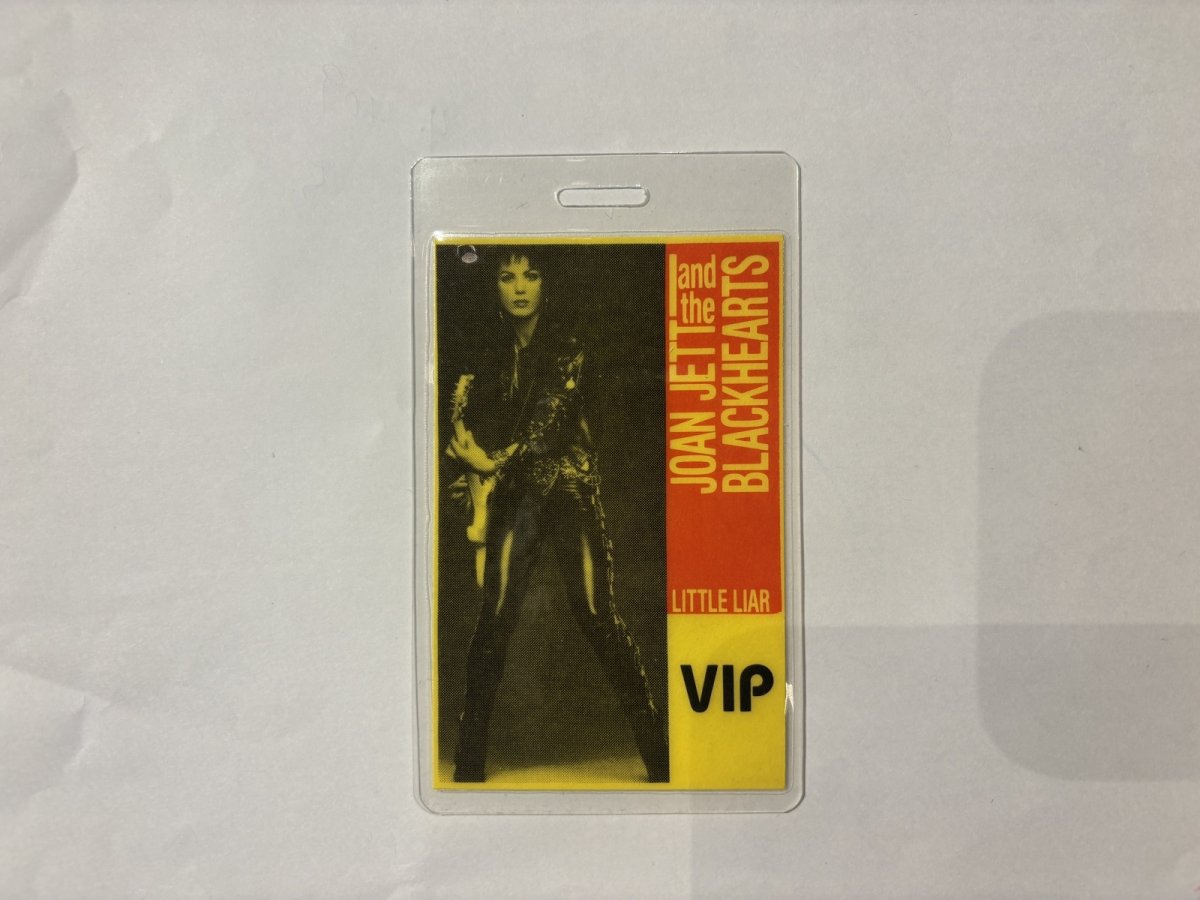 JOAN JETT and the
BLACKHEARTS
LITTLE LIAR
VIP